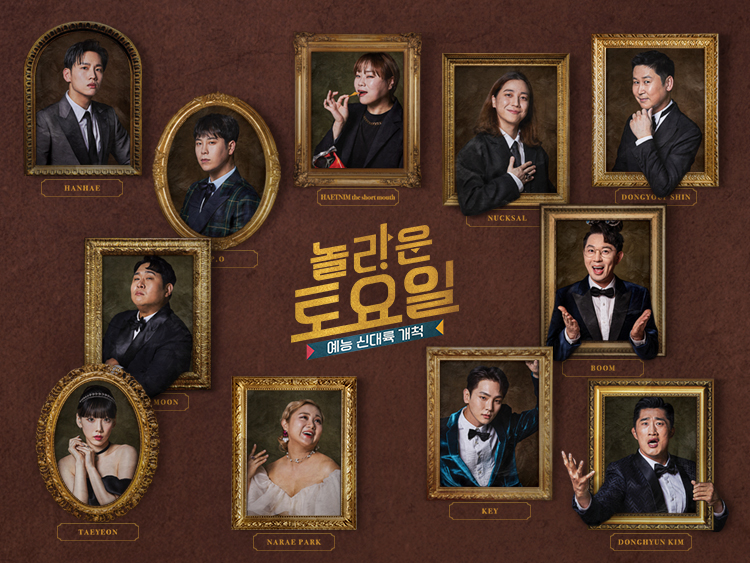 HANHAE
P.O
HAETNIM the short mouth
NUCKSAL
DONGYOUP SHIN
놀라운
토요일
예능 신대륙 개척
MOON
BOOM
TAEYEON
NARAE PARK
KEY
DONGHYUN KIM